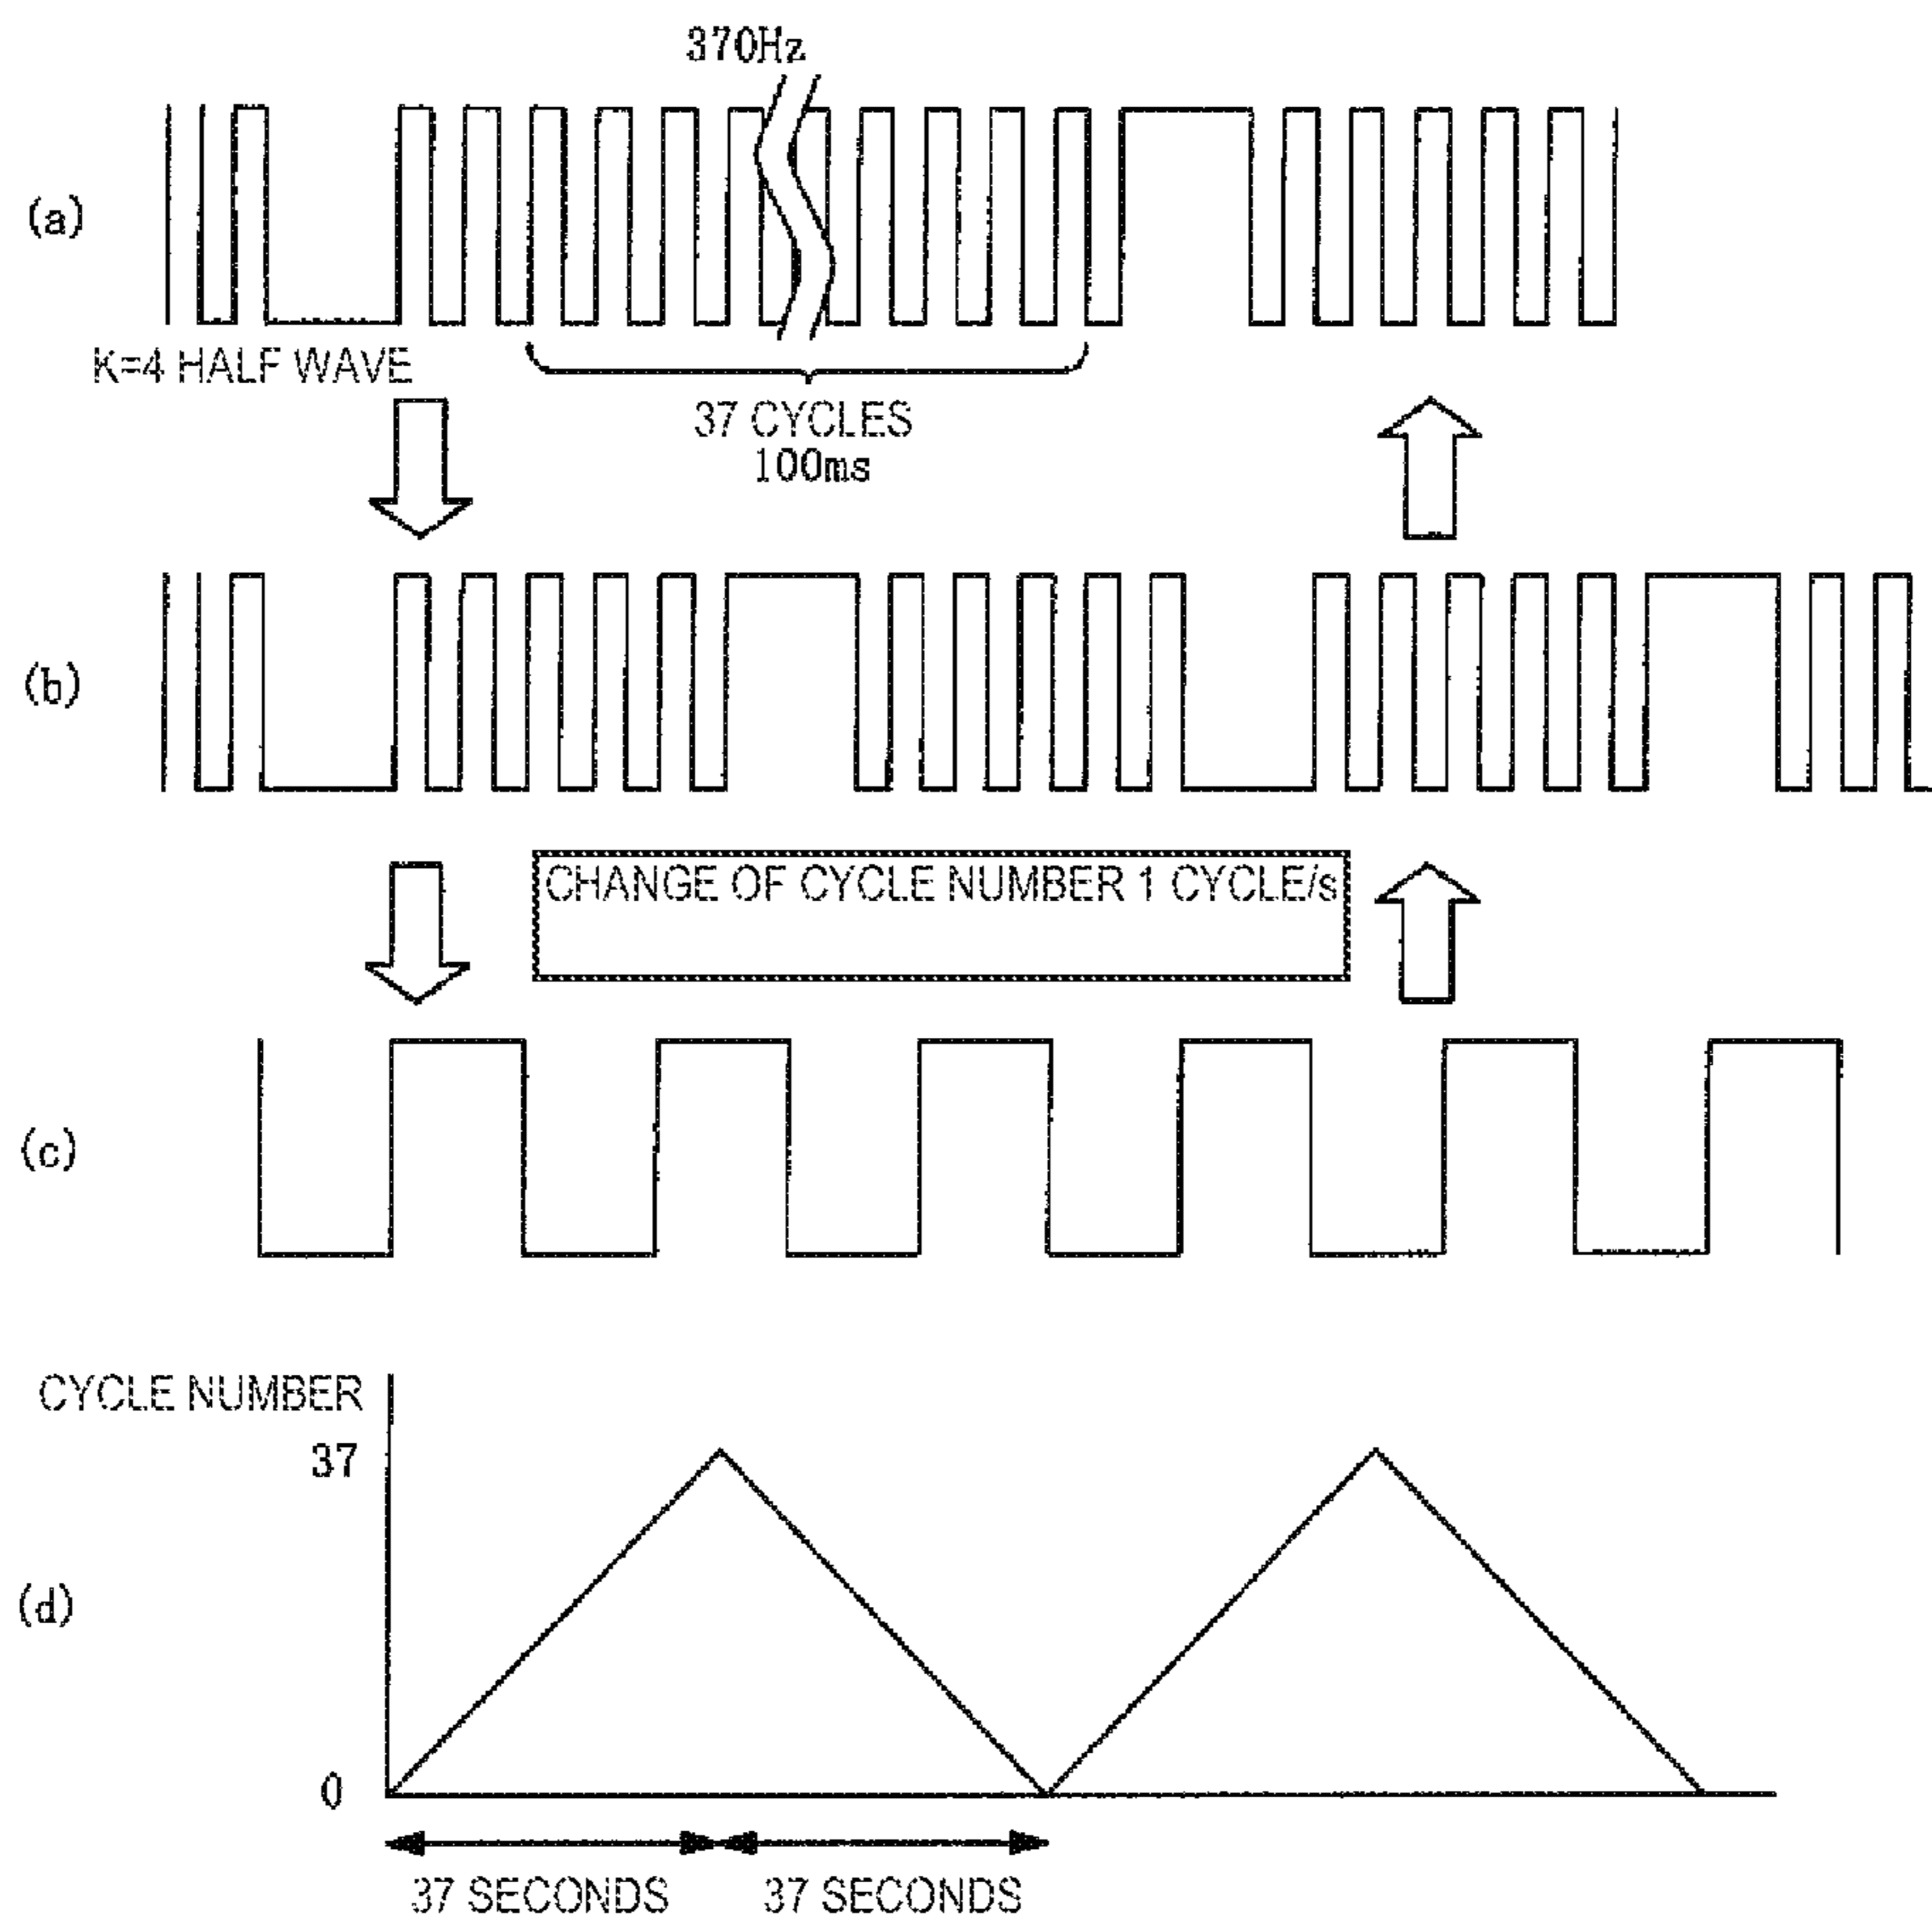 370Hz
(a)
K=4 HALF WAVE
37 CYCLES
100ms
(b)
CHANGE OF CYCLE NUMBER 1 CYCLE/s
(c)
CYCLE NUMBER
37
(d)
0
37 SECONDS 37 SECONDS